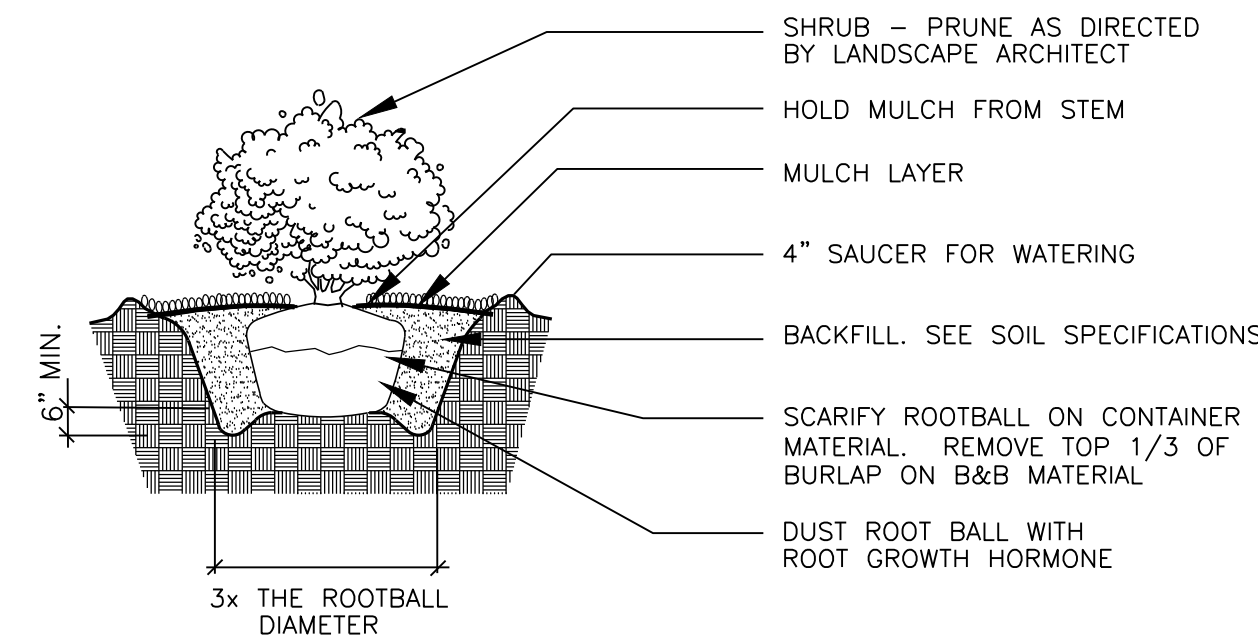 SHRUB – PRUNE AS DIRECTED
BY LANDSCAPE ARCHITECT
HOLD MULCH FROM STEM
MULCH LAYER
4" SAUCER FOR WATERING
BACKFILL. SEE SOIL SPECIFICATIONS
SCARIFY ROOTBALL ON CONTAINER
MATERIAL. REMOVE TOP 1/3 OF
BURLAP ON B&B MATERIAL
DUST ROOT BALL WITH
ROOT GROWTH HORMONE
6" MIN.
3x THE ROOTBALL
DIAMETER